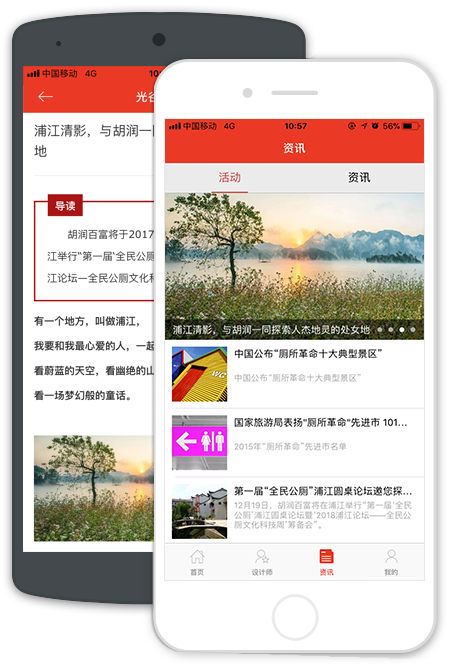 中国移动 4G 10
光谷
浦江清影，与胡润一同
地
导读
胡润百富将于2017
江举行“第一届‘全民公厕
江论坛—全民公厕文化科
有一个地方，叫做浦江，
我要和我最心爱的人，一起
看蔚蓝的天空，看幽绝的山
看一场梦幻般的童话。
中国移动 4G 10:57 56%
资讯
活动 资讯
浦江清影，与胡润一同探索人杰地灵的处女地
中国公布“厕所革命十大典型景区”
中国公布“厕所革命十大典型景区”
WC
国家旅游局表扬“厕所革命”先进市 101...
2015年“厕所革命”先进市名单
第一届“全民公厕”浦江圆桌论坛邀您探...
12月19日，胡润百富将在浦江举行“第一届‘全民公
公厕’浦江圆桌论坛暨‘2018浦江论坛——全民公
厕文化科技周’筹备会”。
首页 设计师 资讯 我的